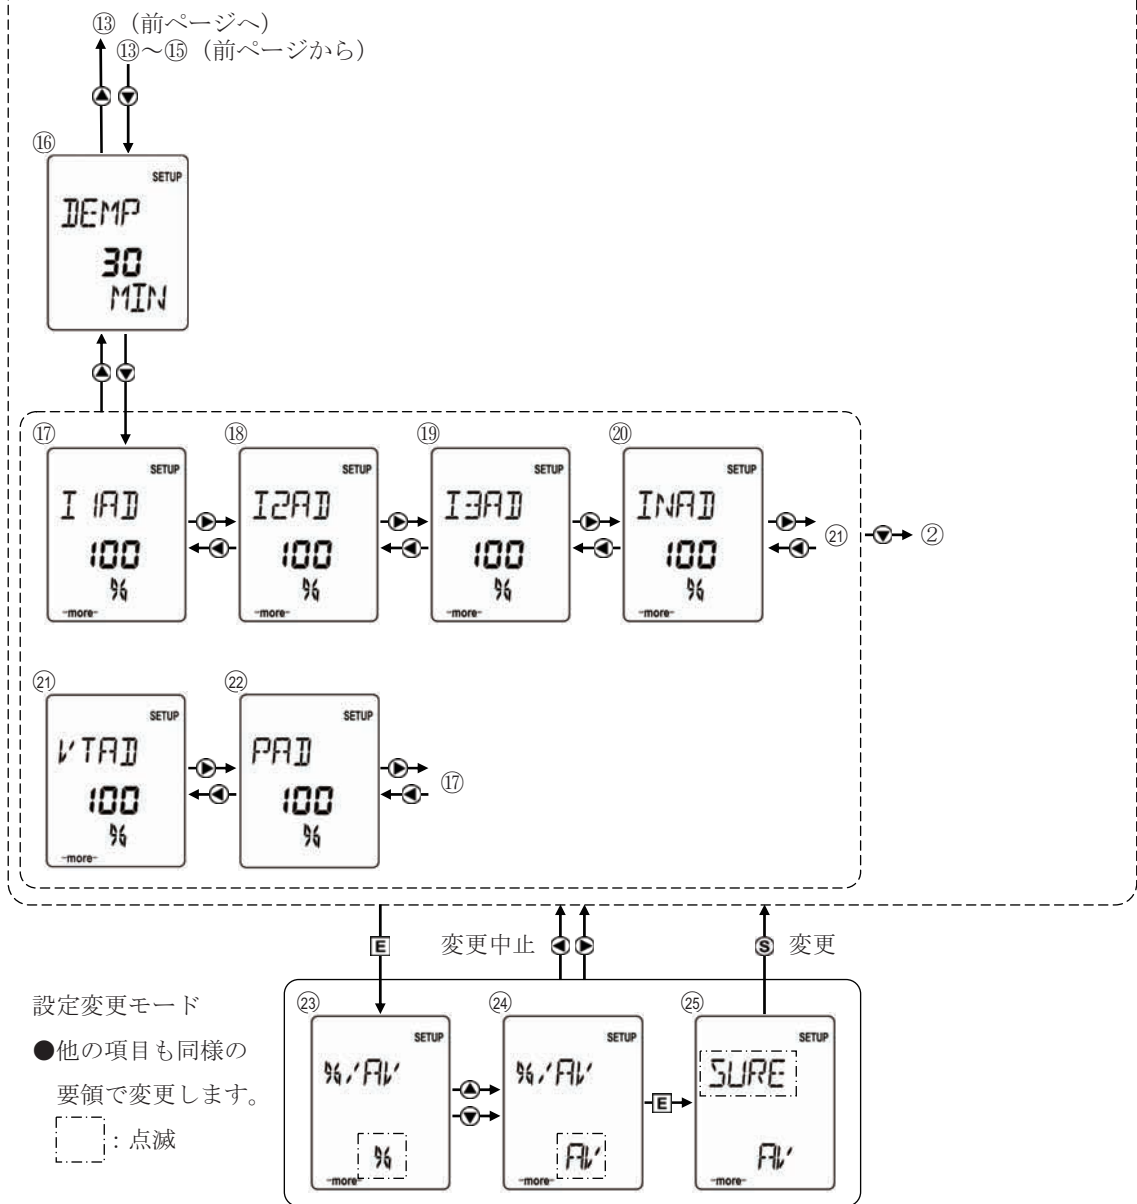 ⑬（前ページへ）
⑬～⑮（前ページから）
⑯
SETUP
DEMP
30
MIN
⑰
SETUP
I1AD
100
%
-more-
⑱
SETUP
I2AD
100
%
-more-
⑲
SETUP
I3AD
100
%
-more-
⑳
SETUP
INAD
100
%
-more-
㉑
②
㉑
SETUP
VTAD
100
%
-more-
㉒
SETUP
PAD
100
%
⑰
E
変更中止
S 変更
設定変更モード
●他の項目も同様の
要領で変更します。
：点滅
㉓
SETUP
%/AV
%
-more-
㉔
SETUP
%/AV
AV
-more-
E
㉕
SETUP
SURE
AV
-more-